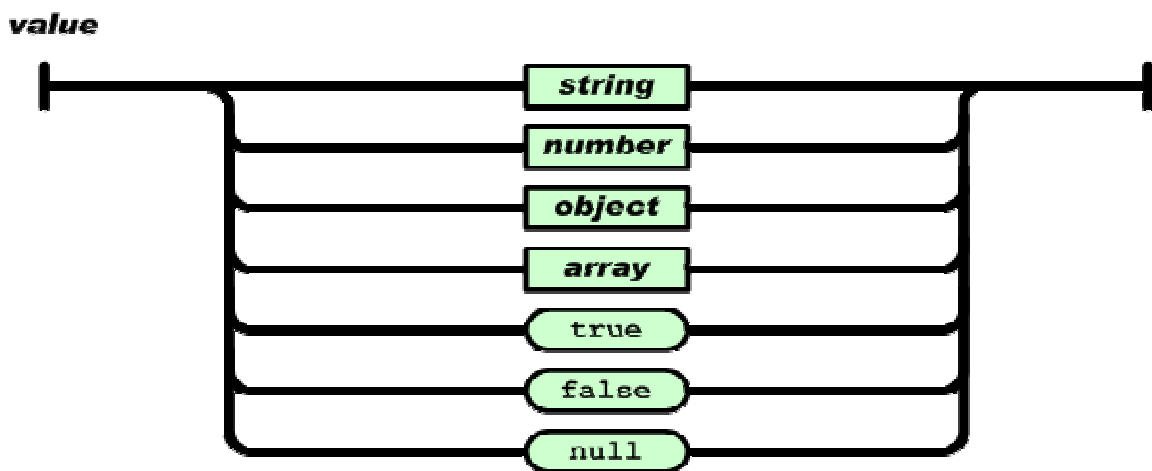 value
string
number
object
array
true
false
null